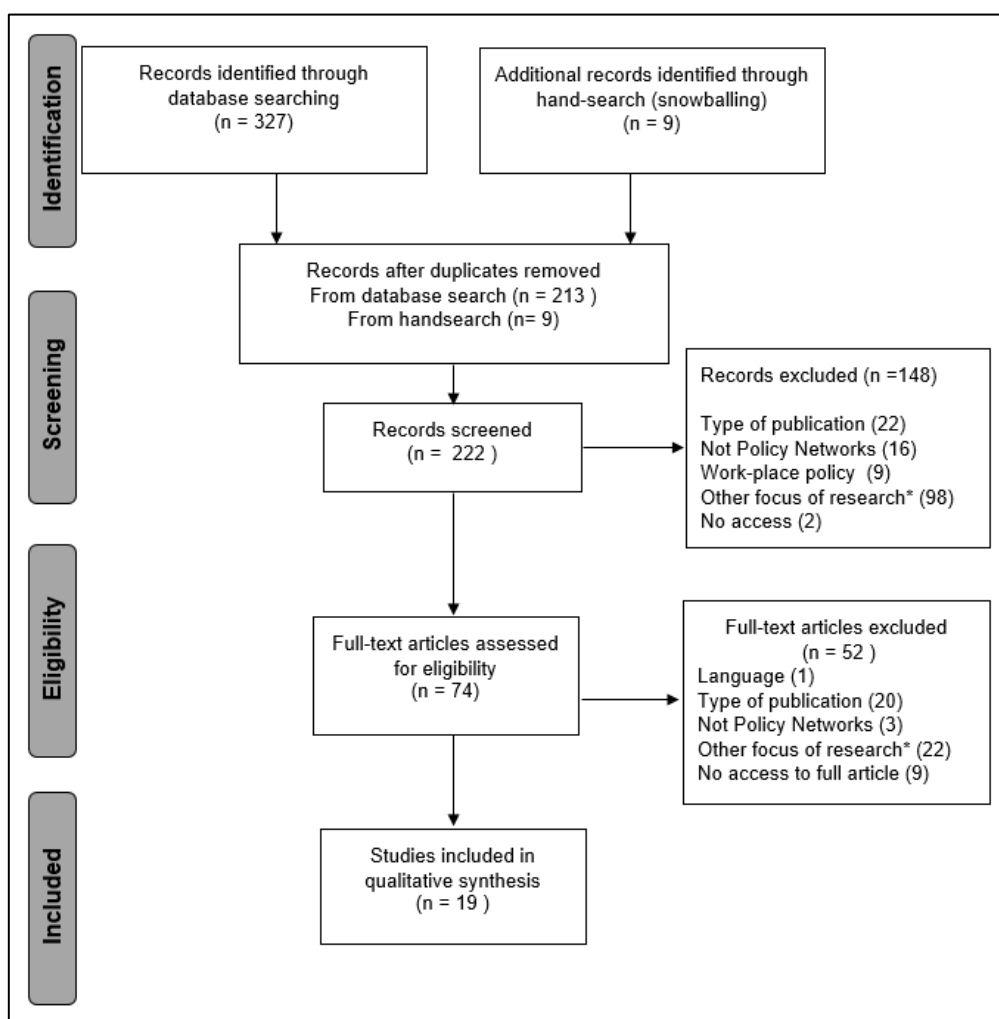 Identification
Records identified through
database searching
(n = 327)
Additional records identified through
hand-search (snowballing)
(n = 9)
Records after duplicates removed
From database search (n = 213 )
From handsearch (n= 9)
Screening
Records screened
(n = 222 )
Records excluded (n =148)
Type of publication (22)
Not Policy Networks (16)
Work-place policy (9)
Other focus of research* (98)
No access (2)
Eligibility
Full-text articles assessed
for eligibility
(n = 74)
Full-text articles excluded
(n = 52 )
Language (1)
Type of publication (20)
Not Policy Networks (3)
Other focus of research* (22)
No access to full article (9)
Included
Studies included in
qualitative synthesis
(n = 19 )